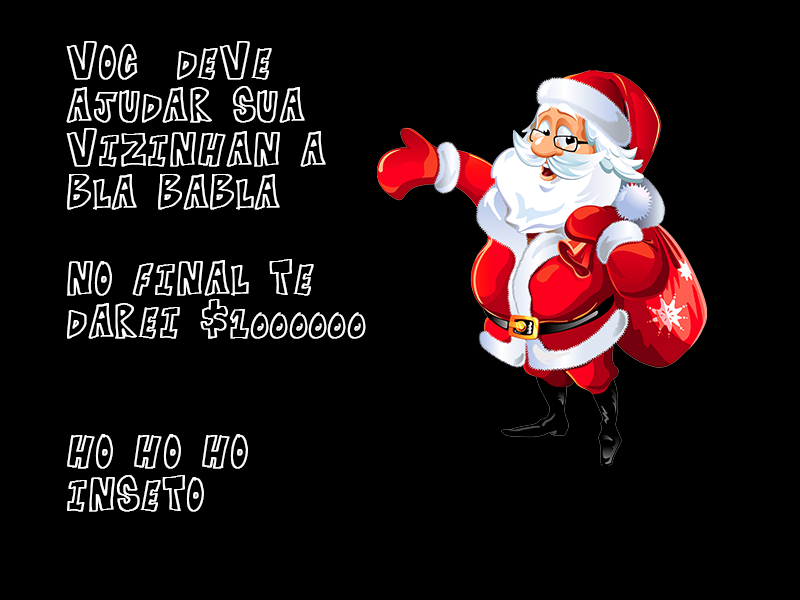 VOC DEVE
AJUDAR SUA
VIZINHAN A
BLA BABLA
NO FINAL TE
DAREI $1000000
HO HO HO
INSETO